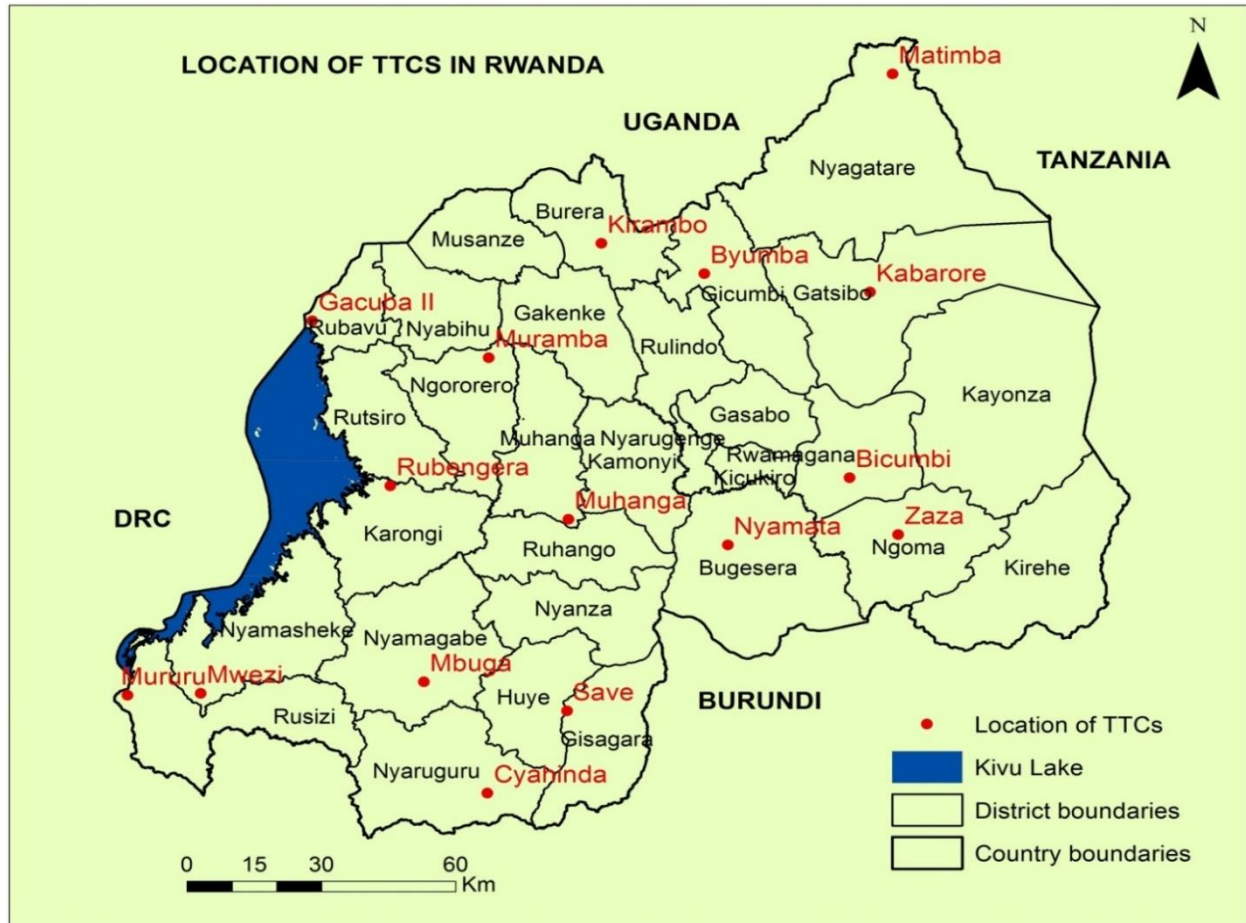 N
LOCATION OF TTCS IN RWANDA
Matimba
UGANDA
TANZANIA
Nyagatare
Burera
Kirambo
Musanze
Byumba
Kabarore
Gicumbi
Gatsibo
Gacuba II
Rubavu
Nyabihu
Gakenke
Muramba
Rulindo
Ngororero
Kayonza
Rutsiro
Gasabo
Muhanga
Nyarugenge
Kamonyi
Rwamagana
Kicukiro
Bicumbi
Rubengera
Muhanga
DRC
Karongi
Nyamata
Zaza
Ruhango
Ngoma
Bugesera
Kirehe
Nyanza
Nyamasheke
Nyamagabe
Mbuga
Mururu
Mwezi
Huye
Save
BURUNDI
Rusizi
Gisagara
Nyaruguru
Cyahinda
Location of TTCs
Kivu Lake
District boundaries
Country boundaries
0 15 30 60
Km